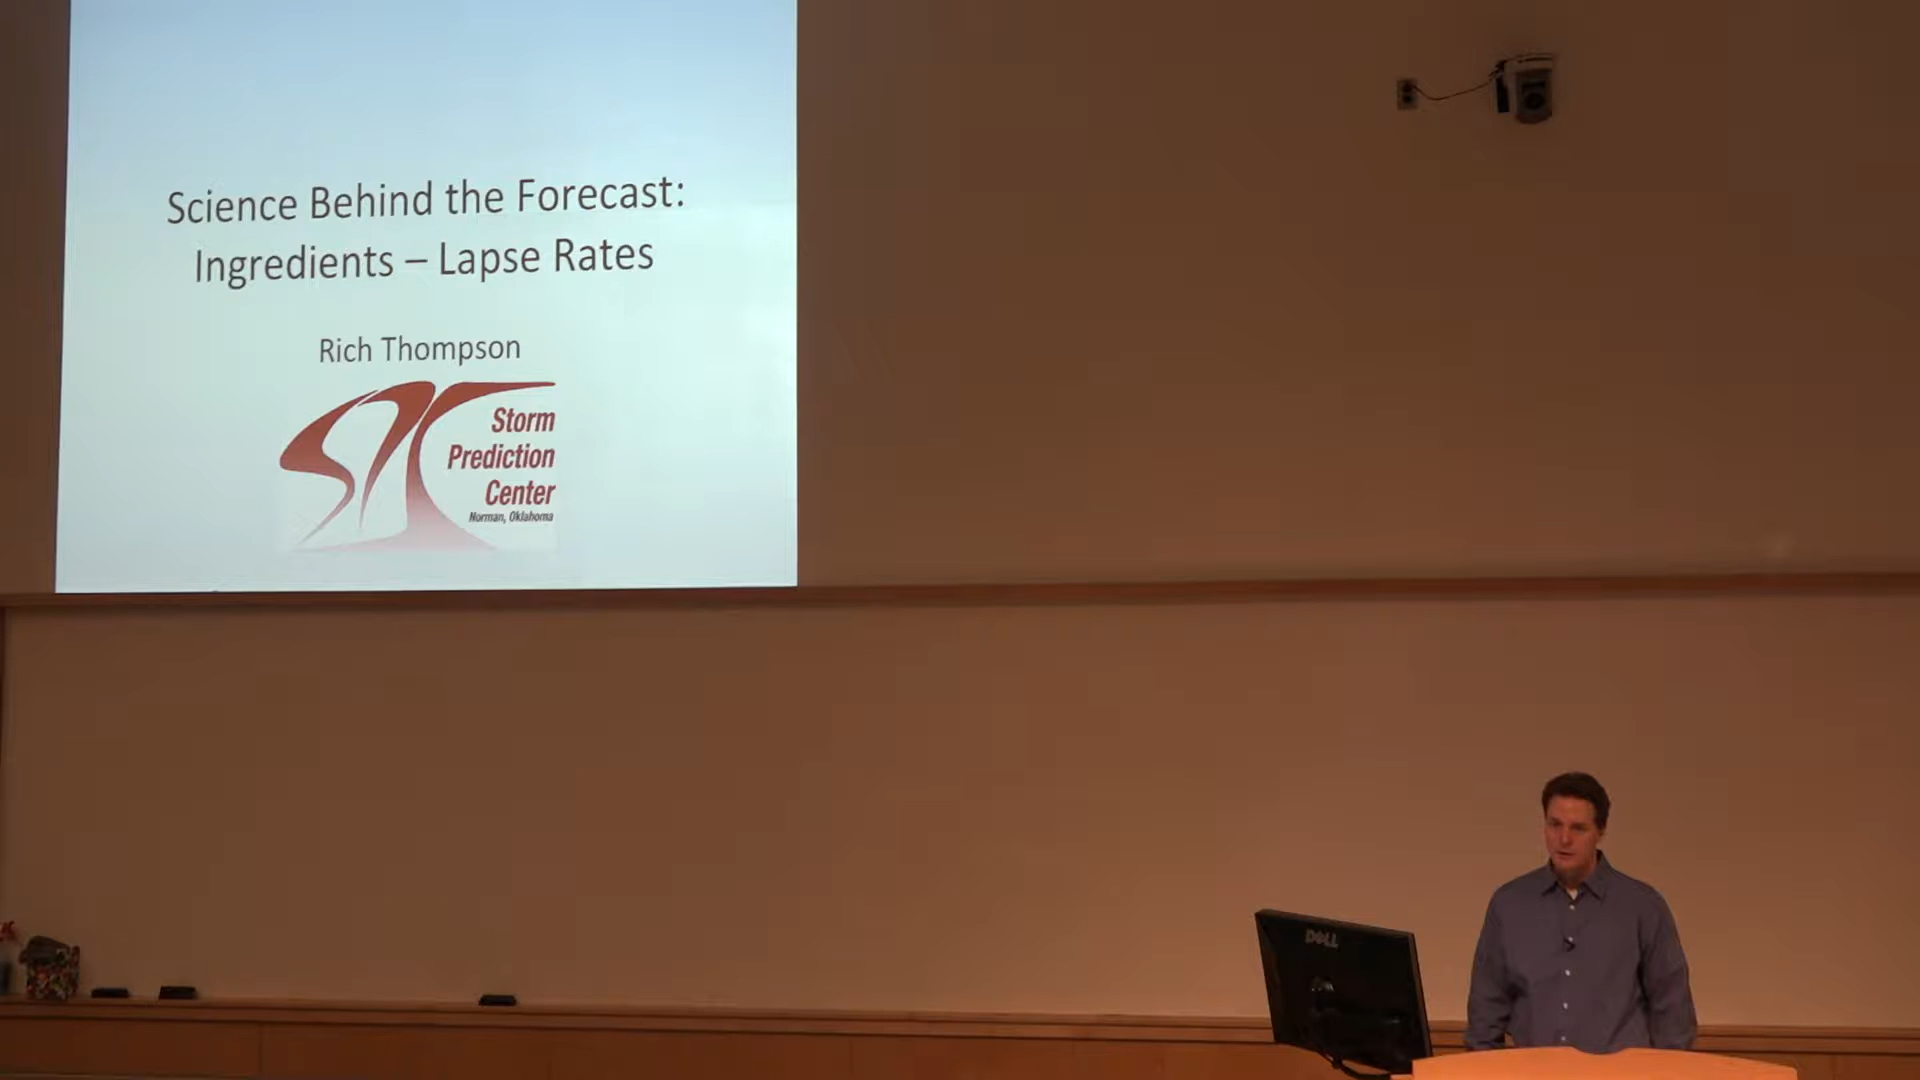 Science Behind the Forecast:
Ingredients – Lapse Rates
Rich Thompson
Storm
Prediction
Center
Norman, Oklahoma
DELL